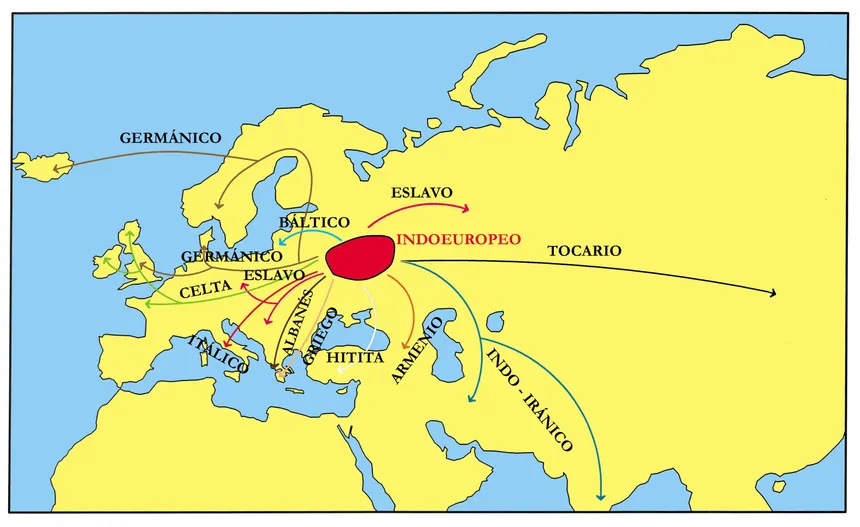 GERMÁNICO
ESLAVO
BÁLTICO
INDOEUROPEO
TOCARIO
GERMÁNICO
ESLAVO
CELTA
ALBANÉS
GRIEGO
ITÁLICO
HITITA
ARMENIO
INDO - IRÁNICO